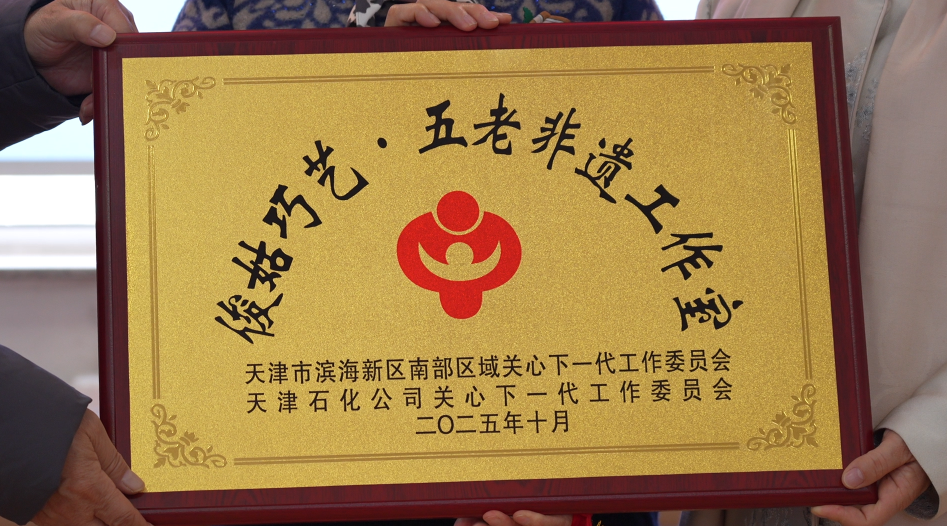 俊姑巧艺·五老非遗工作室
天津市滨海新区南部区域关心下一代工作委员会
天津石化公司关心下一代工作委员会
二〇二五年十月